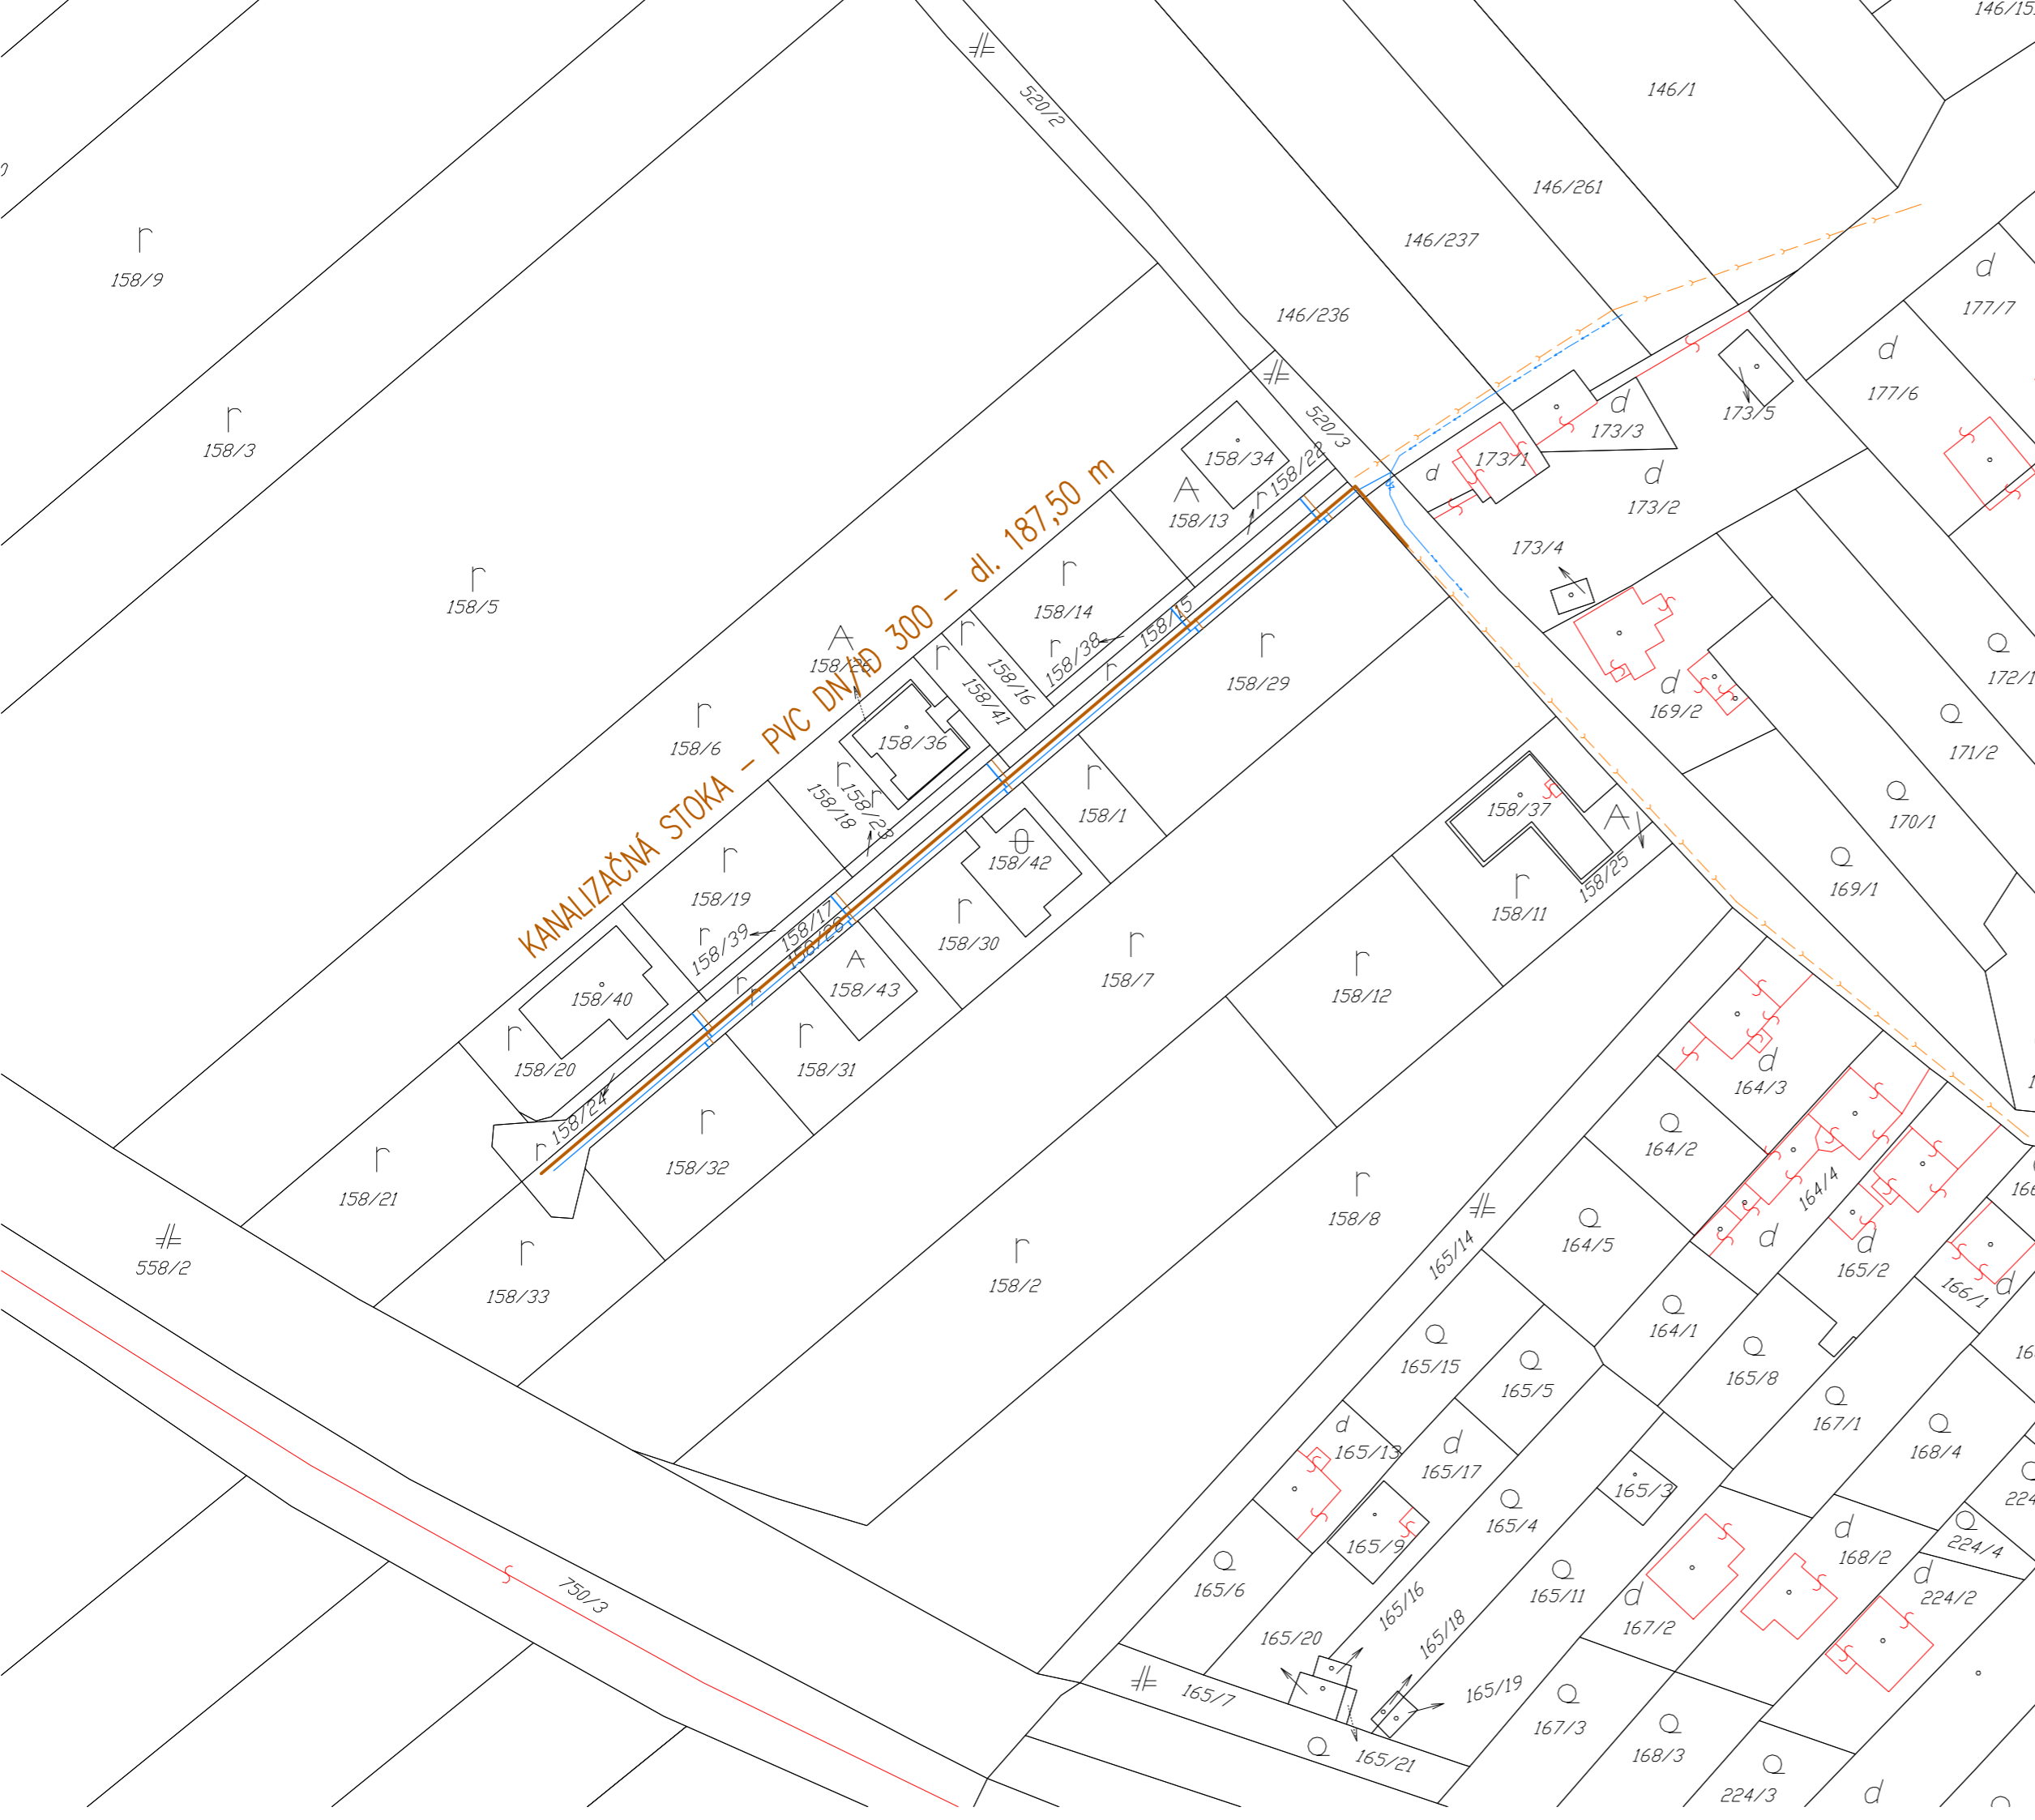 146/15
520/2
146/1
146/261
r
158/9
146/237
d
177/7
146/236
d
177/6
r
158/3
520/3
d
173/3
173/5
158/34
158/22
173/1
d
d
173/2
A
158/13
r
173/4
KANALIZAČNÁ STOKA - PVC DN/ID 300 - dl. 187,50 m
r
158/5
r
158/14
r
158/38
158/15
r
r
158/29
A
158/26
r
r
158/16
158/41
Q
172/1
d
169/2
Q
171/2
r
158/6
158/36
r
158/18
158/23
r
r
158/1
158/37
A
158/25
Q
170/1
158/42
Q
169/1
r
158/19
r
158/39
158/17
158/28
r
158/30
r
158/11
r
158/7
r
158/12
158/40
r
r
A
158/43
r
158/20
r
158/31
d
164/3
158/24
r
r
158/32
Q
164/2
r
158/21
r
158/8
164/4
d
Q
164/5
d
165/2
165/14
166/1
d
558/2
r
158/33
r
158/2
Q
164/1
Q
165/15
Q
165/5
Q
165/8
Q
167/1
Q
168/4
d
165/13
d
165/17
165/3
Q
165/4
165/9
d
168/2
Q
224/4
Q
165/6
Q
165/11
d
167/2
d
224/2
750/3
165/16
165/18
165/20
165/19
165/7
Q
167/3
Q
168/3
Q
165/21
Q
224/3
d